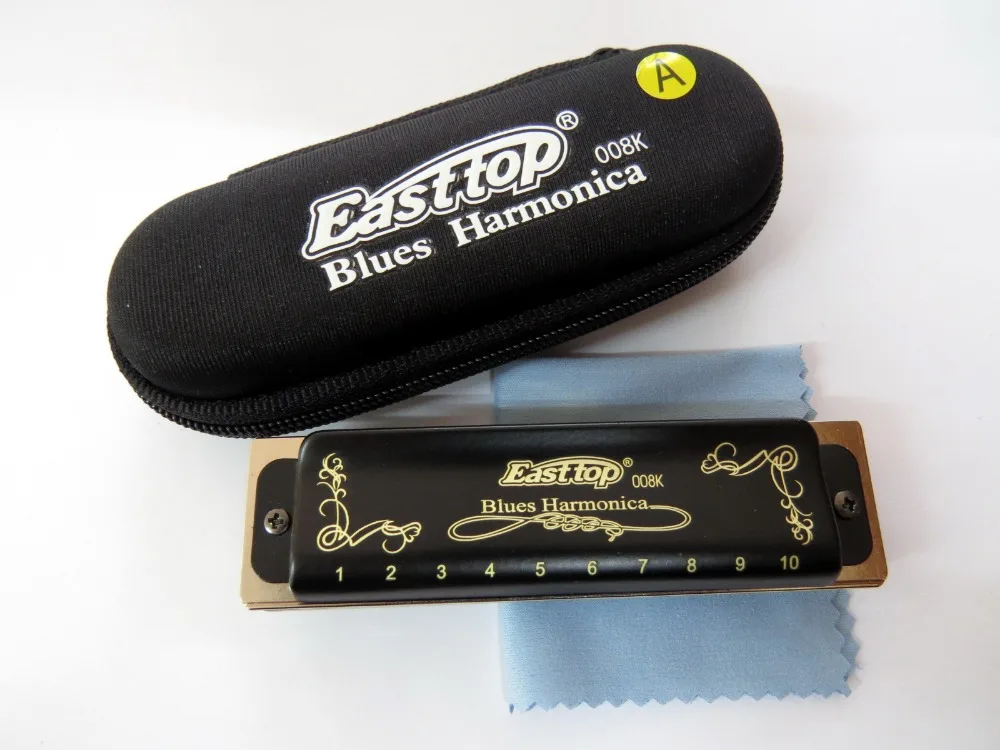 A
Easttop® 008K
Blues Harmonica
Easttop® 008K
Blues Harmonica
1 2 3 4 5 6 7 8 9 10